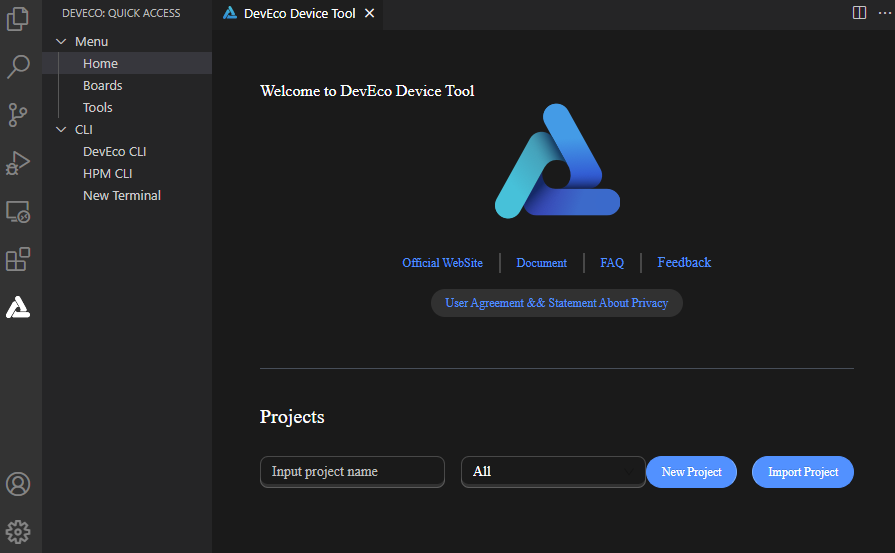 DEVECO: QUICK ACCESS
DevEco Device Tool
Menu
Home
Boards
Tools
CLI
DevEco CLI
HPM CLI
New Terminal
Welcome to DevEco Device Tool
Official WebSite
Document
FAQ
Feedback
User Agreement && Statement About Privacy
Projects
Input project name
All
New Project
Import Project